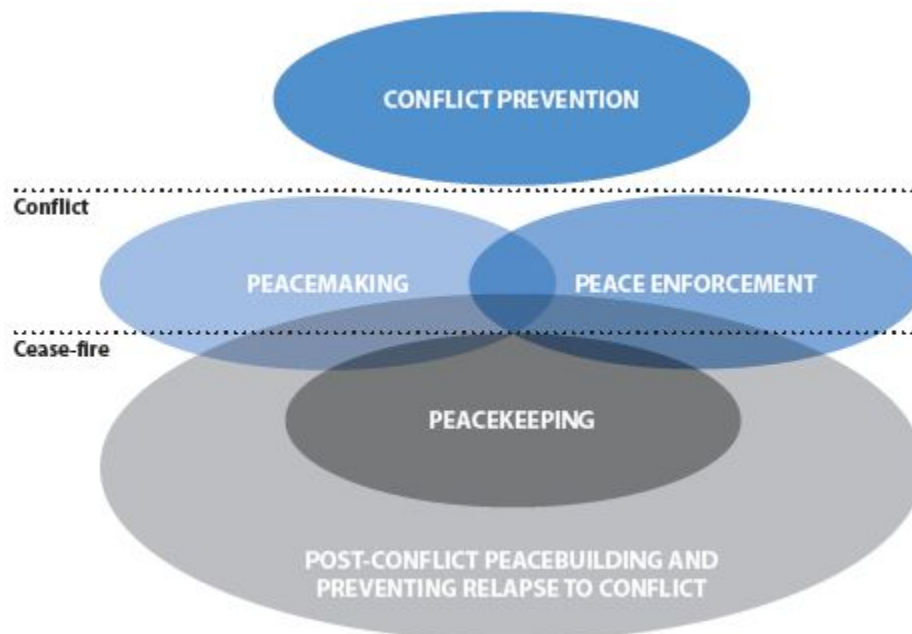 CONFLICT PREVENTION
Conflict
PEACEMAKING
PEACE ENFORCEMENT
Cease-fire
PEACEKEEPING
POST-CONFLICT PEACEBUILDING AND
PREVENTING RELAPSE TO CONFLICT